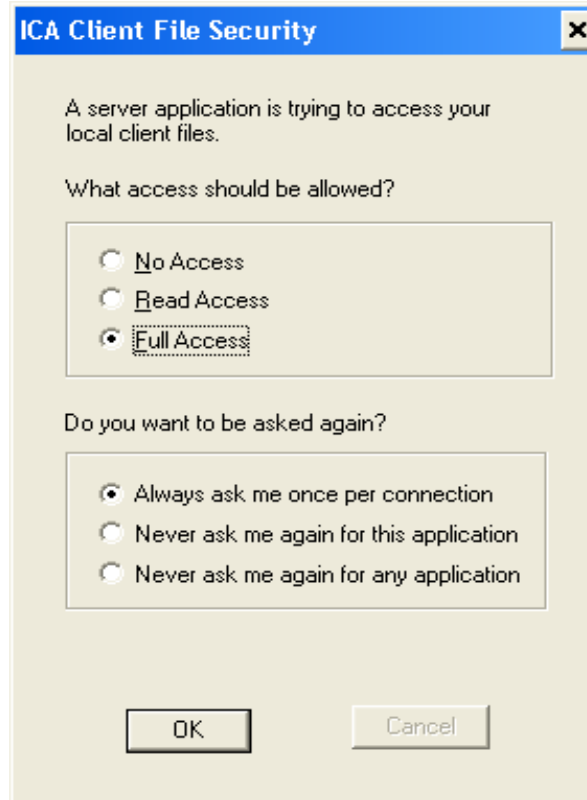 ICA Client File Security
A server application is trying to access your
local client files.
What access should be allowed?
No Access
Read Access
Full Access
Do you want to be asked again?
Always ask me once per connection
Never ask me again for this application
Never ask me again for any application
OK
Cancel